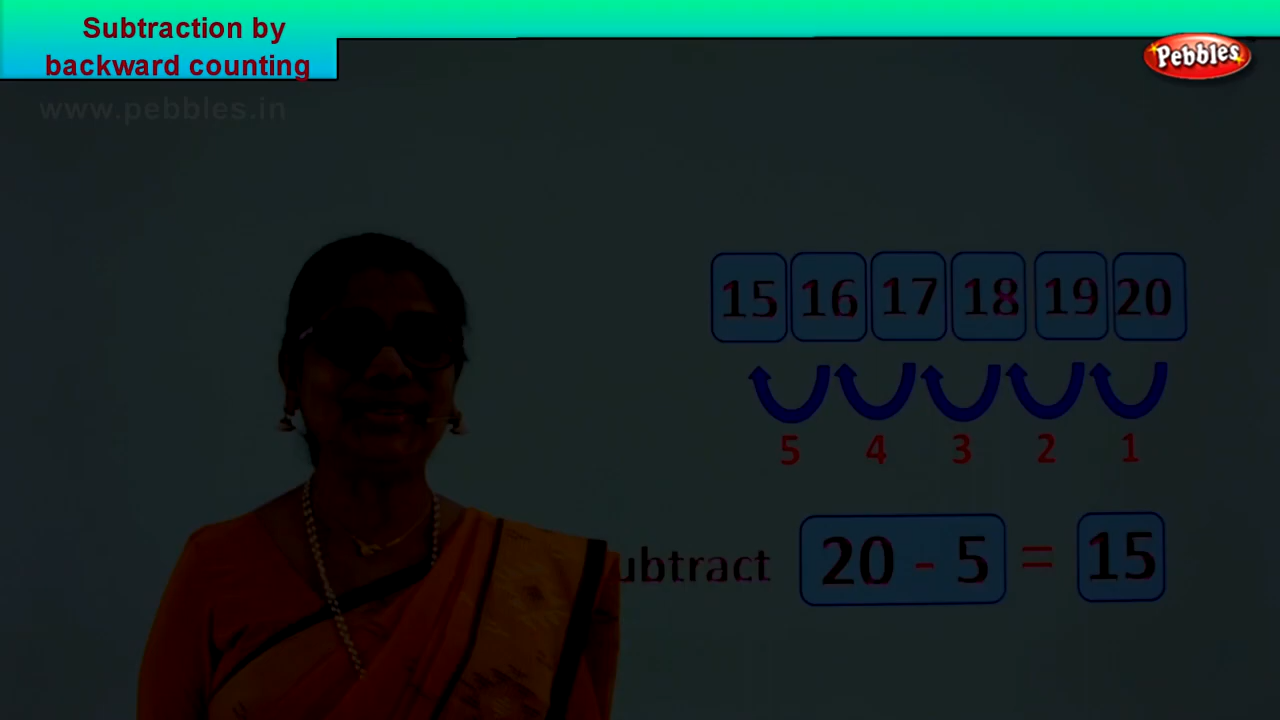 Subtraction by
backward counting
Pebbles
www.pebbles.in
15 16 17 18 19 20
5 4 3 2 1
ubtract 20 - 5 = 15